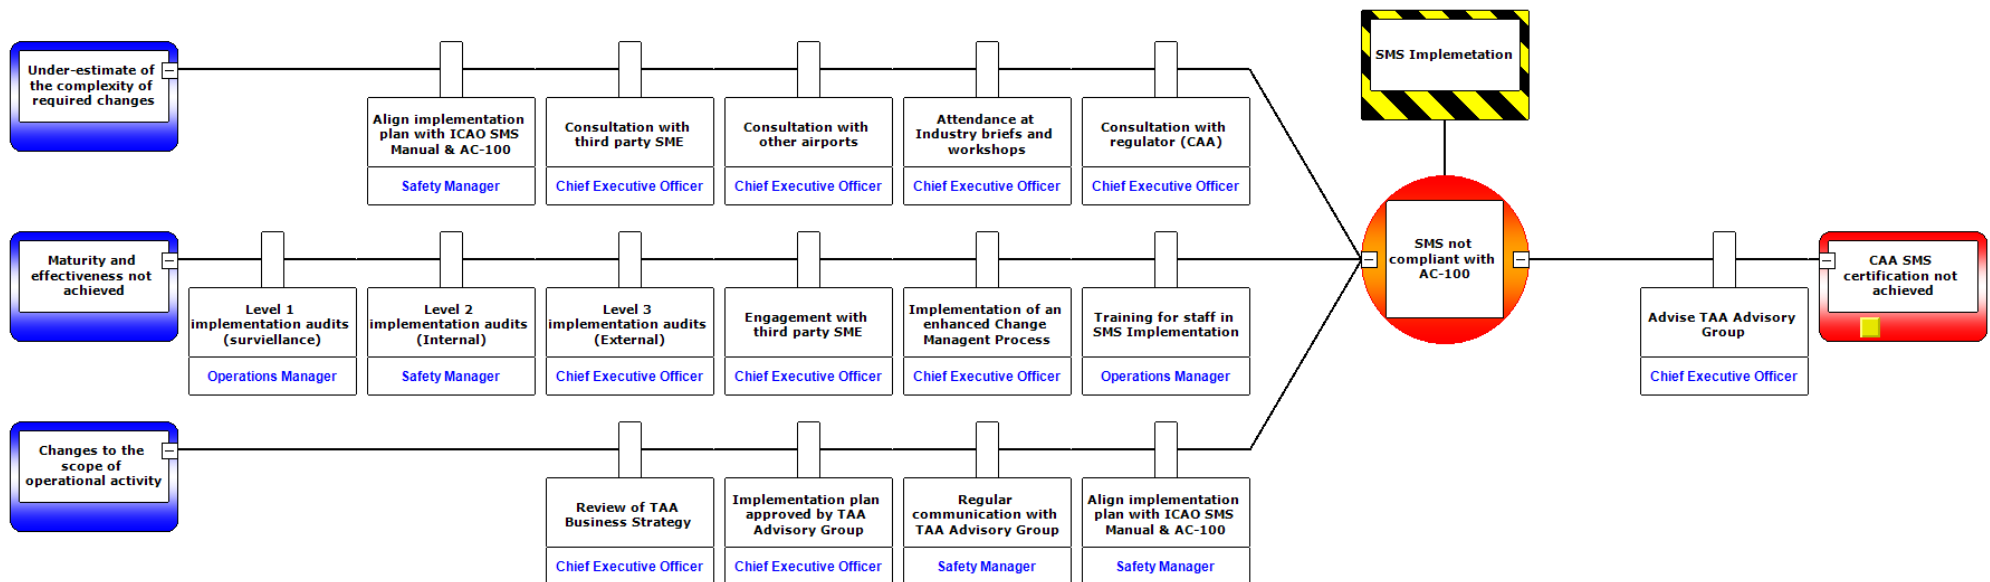 SMS Implemetation
Under-estimate of
the complexity of
required changes
Align implementation
plan with ICAO SMS
Manual & AC-100
Safety Manager
Consultation with
third party SME
Chief Executive Officer
Consultation with
other airports
Chief Executive Officer
Attendance at
Industry briefs and
workshops
Chief Executive Officer
Consultation with
regulator (CAA)
Chief Executive Officer
Maturity and
effectiveness not
achieved
Level 1
implementation audits
(surviellance)
Operations Manager
Level 2
implementation audits
(Internal)
Safety Manager
Level 3
implementation audits
(External)
Chief Executive Officer
Engagement with
third party SME
Chief Executive Officer
Implementation of an
enhanced Change
Managent Process
Chief Executive Officer
Training for staff in
SMS Implementation
Operations Manager
SMS not
compliant with
AC-100
Advise TAA Advisory
Group
Chief Executive Officer
CAA SMS
certification not
achieved
Changes to the
scope of
operational activity
Review of TAA
Business Strategy
Chief Executive Officer
Implementation plan
approved by TAA
Advisory Group
Chief Executive Officer
Regular
communication with
TAA Advisory Group
Safety Manager
Align implementation
plan with ICAO SMS
Manual & AC-100
Safety Manager